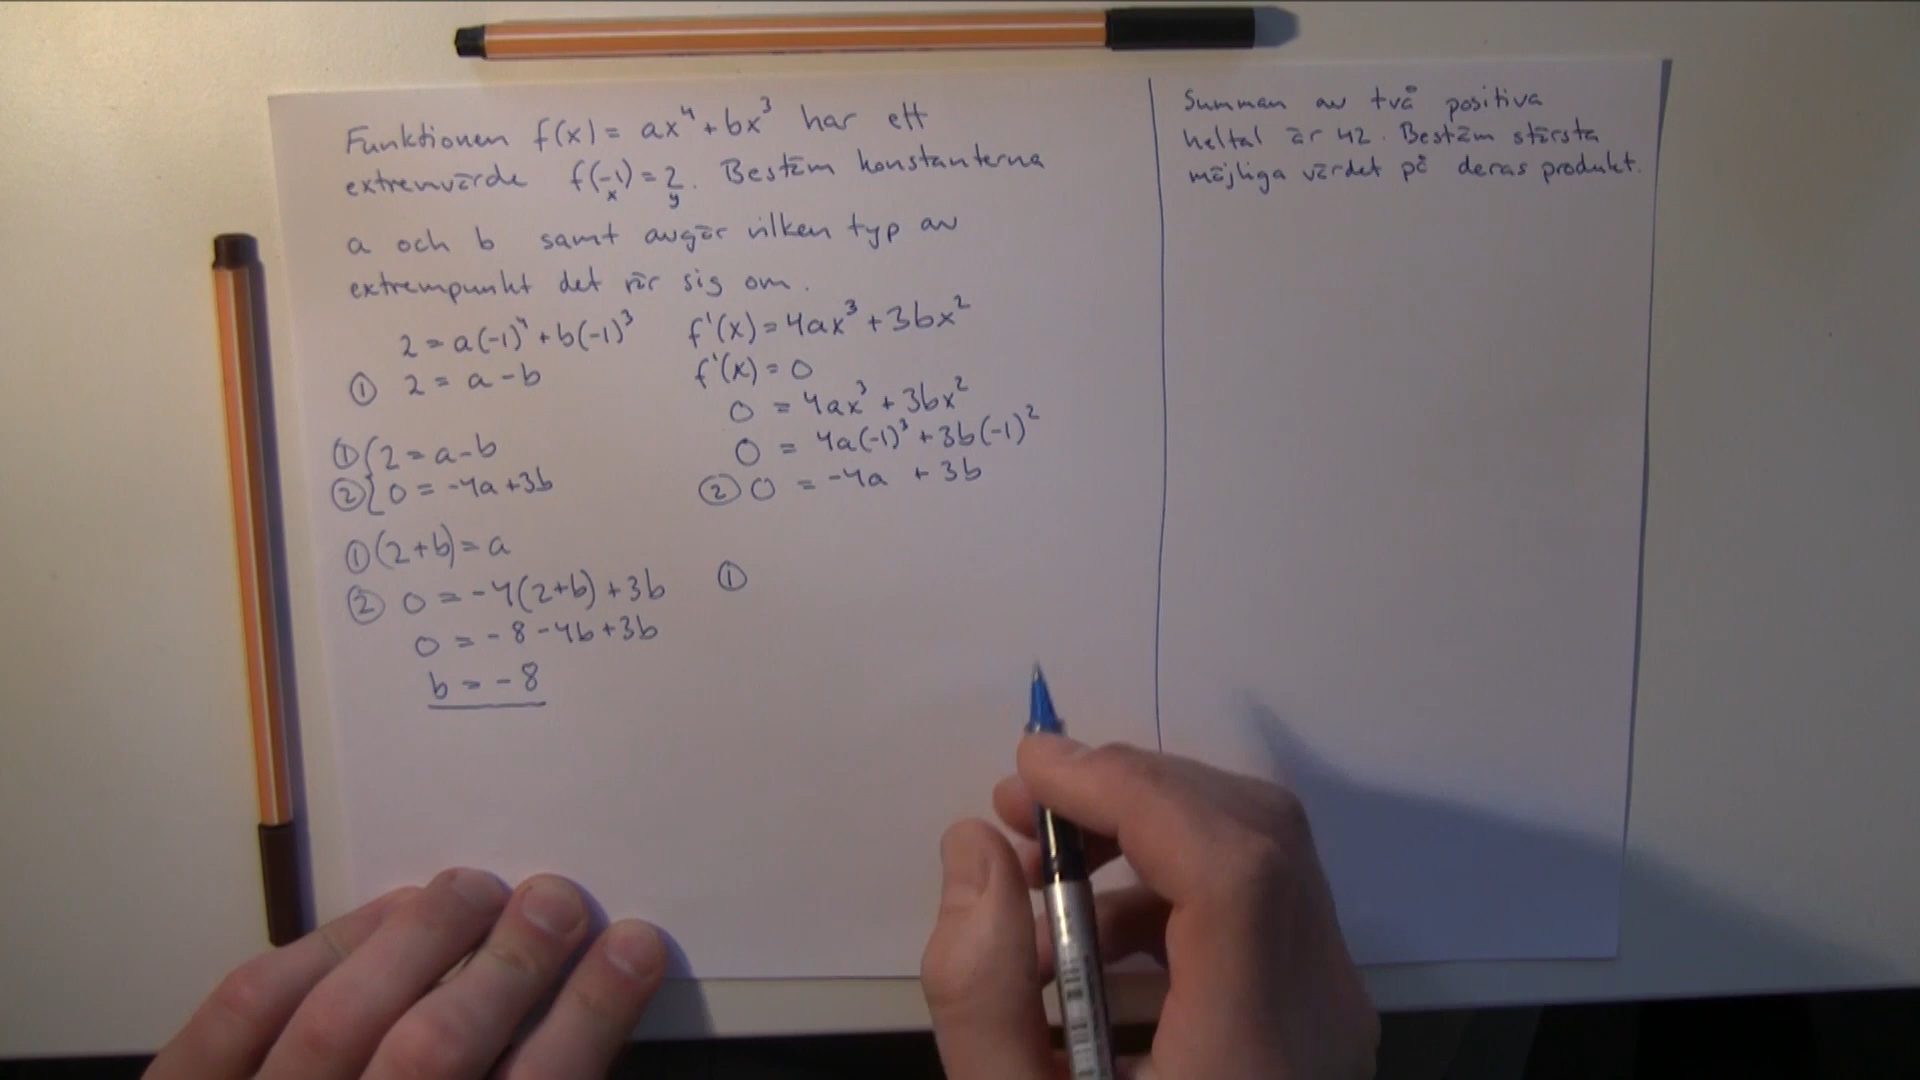 Funktionen f(x) = ax⁴ + bx³ har ett
extremvärde f(-1) = 2. Bestäm konstanterna
x y
a och b samt avgör vilken typ av
extrempunkt det rör sig om.
2 = a(-1)⁴ + b(-1)³
① 2 = a - b
① { 2 = a - b
② { 0 = -4a + 3b
① (2+b) = a
② 0 = -4(2+b) + 3b
0 = -8 - 4b + 3b
b = -8
f'(x) = 4ax³ + 3bx²
f'(x) = 0
0 = 4ax³ + 3bx²
0 = 4a(-1)³ + 3b(-1)²
② 0 = -4a + 3b
①
Summan av två positiva
heltal är 42. Bestäm största
möjliga värdet på deras produkt.